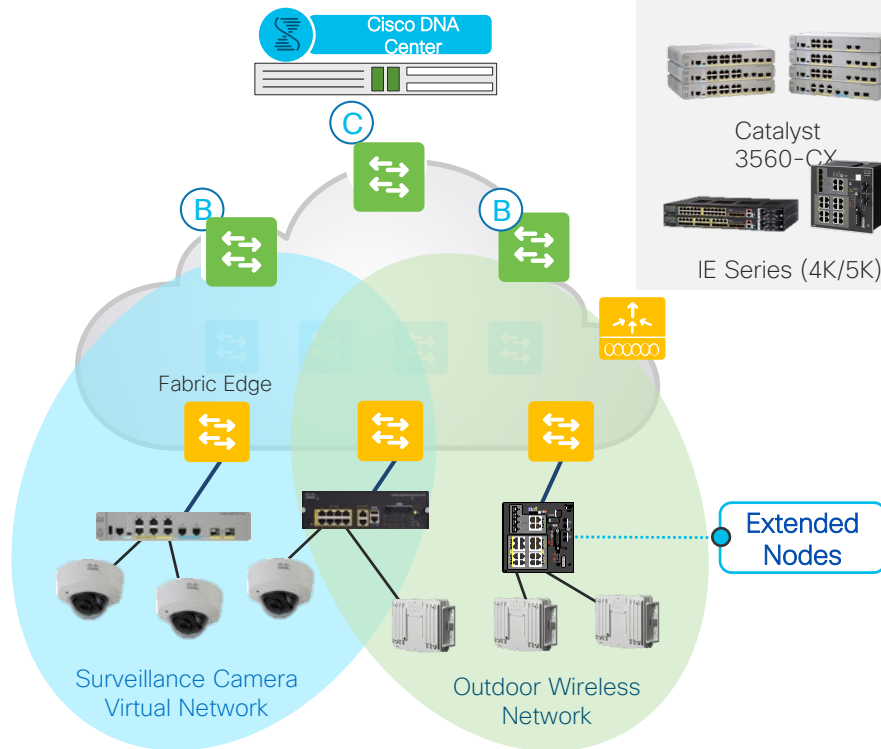 Cisco DNA
Center
C
B
B
Catalyst
3560-CX
IE Series (4K/5K)
Fabric Edge
Extended
Nodes
Surveillance Camera
Virtual Network
Outdoor Wireless
Network